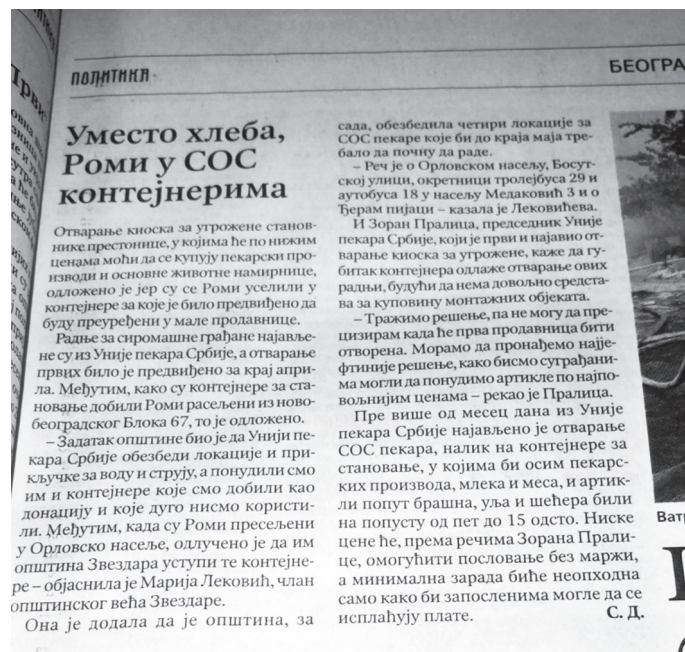 ПОЛИТИКА
БЕОГРА
Уместо хлеба,
Роми у СОС
контејнерима
Отварање киоска за угрожене станов-
нике престонице, у којима ће по нижим
ценама моћи да се купују пекарски про-
изводи и основне животне намирнице,
одложено је јер су се Роми уселили у
контејнере за које је било предвиђено да
буду преуређени у мале продавнице.
Радње за сиромашне грађане најавље-
не су из Уније пекара Србије, а отварање
првих било је предвиђено за крај апри-
ла. Међутим, како су контејнере за ста-
новање добили Роми расељени из ново-
београдског Блока 67, то је одложено.
– Задатак општине био је да Унији пе-
кара Србије обезбеди локације и при-
кључке за воду и струју, а понудили смо
им и контејнере које смо добили као
донацију и које дуго нисмо користи-
ли. Међутим, када су Роми пресељени
у Орловско насеље, одлучено је да им
општина Звездара уступи те контејне-
ре – објаснила је Марија Лековић, члан
општинског већа Звездаре.
Она је додала да је општина, за
сада, обезбедила четири локације за
СОС пекаре које би до краја маја тре-
бало да почну да раде.
– Реч је о Орловском насељу, Босут-
ској улици, окретници тролејбуса 29 и
аутобуса 18 у насељу Медаковић 3 и о
Ђерам пијаци – казала је Лековићева.
И Зоран Пралица, председник Уније
пекара Србије, који је први и најавио от-
варање киоска за угрожене, каже да гу-
битак контејнера одлаже отварање ових
радњи, будући да нема довољно средста-
ва за куповину монтажних објеката.
– Тражимо решење, па не могу да пре-
цизирам када ће прва продавница бити
отворена. Морамо да пронађемо најје-
фтиније решење, како бисмо суграђани-
ма могли да понудимо артикле по најпо-
вољнијим ценама – рекао је Пралица.
Пре више од месец дана из Уније
пекара Србије најављено је отварање
СОС пекара, налик на контејнере за
становање, у којима би осим пекарс-
ких производа, млека и меса, и артик-
ли попут брашна, уља и шећера били
на попусту од пет до 15 одсто. Ниске
цене ће, према речима Зорана Прали-
це, омогућити пословање без маржи,
а минимална зарада биће неопходна
само како би запосленима могле да се
исплаћују плате.
С. Д.
Ватр